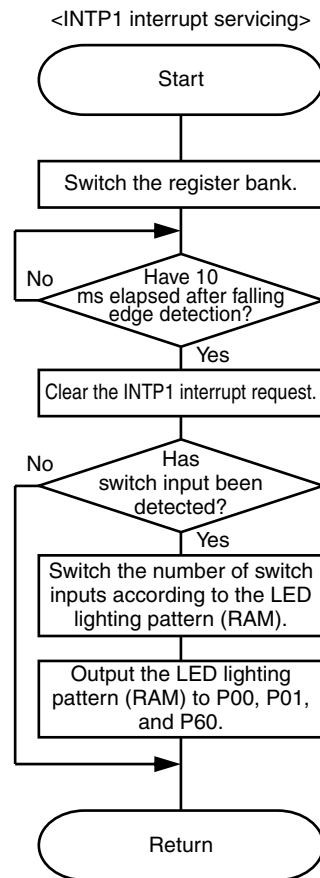 <INTP1 interrupt servicing>
Start
Switch the register bank.
No
Have 10
ms elapsed after falling
edge detection?
Yes
Clear the INTP1 interrupt request.
No
Has
switch input been
detected?
Yes
Switch the number of switch
inputs according to the LED
lighting pattern (RAM).
Output the LED lighting
pattern (RAM) to P00, P01,
and P60.
Return